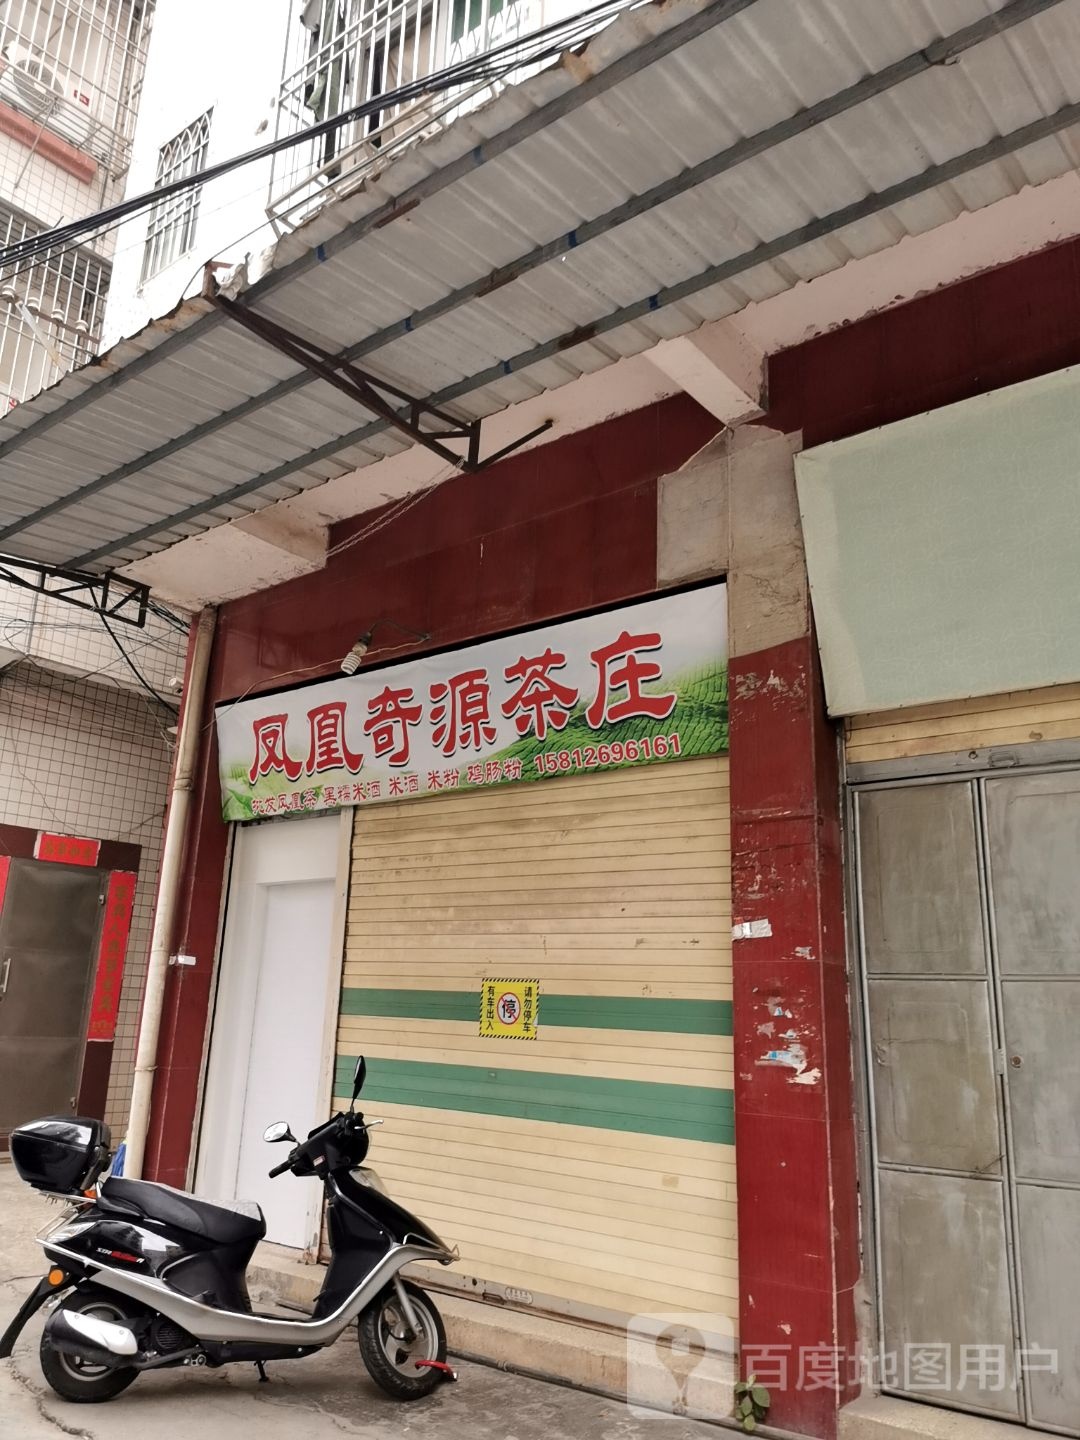 凤凰奇源茶庄
批发凤凰茶 黑糯米酒 米酒 米粉 鸡肠粉 15812696161
请勿停车
停
有车出入
百度地图用户